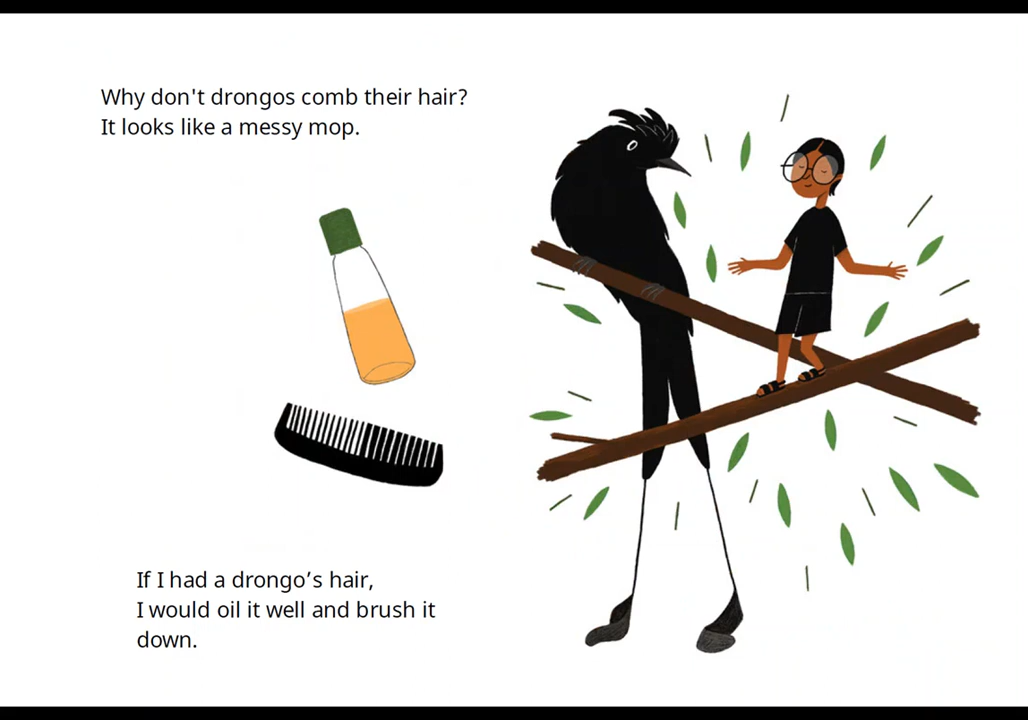 Why don't drongos comb their hair?
It looks like a messy mop.
If I had a drongo’s hair,
I would oil it well and brush it
down.